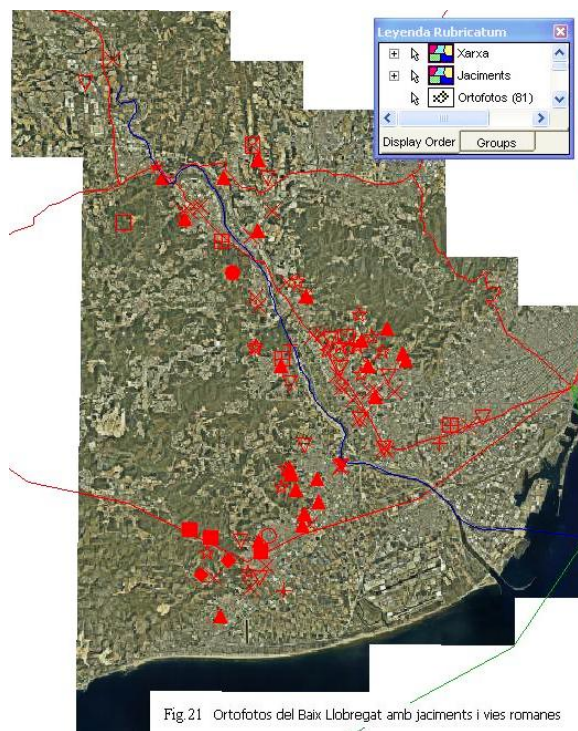 Leyenda Rubricatum
Xarxa
Jaciments
Ortofotos (81)
Display Order Groups
Fig.21 Ortofotos del Baix Llobregat amb jaciments i vies romanes